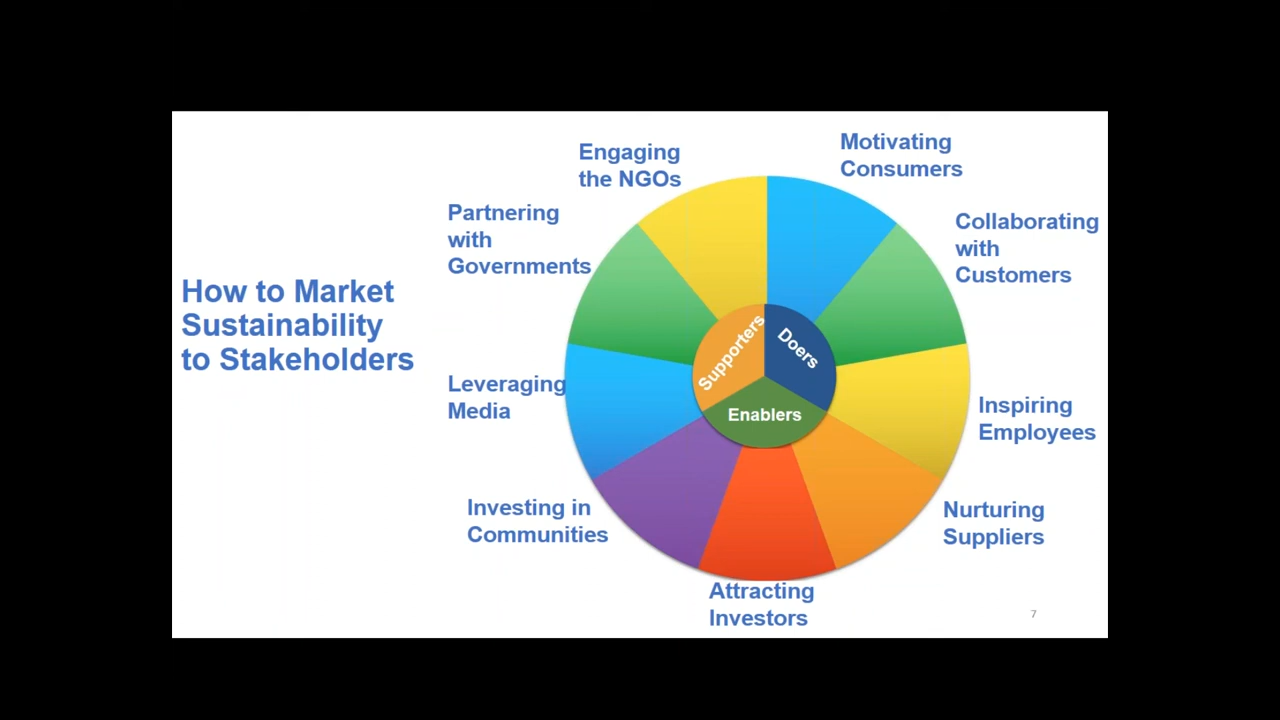 How to Market
Sustainability
to Stakeholders
Engaging
the NGOs
Motivating
Consumers
Partnering
with
Governments
Collaborating
with
Customers
Supporters
Doers
Enablers
Leveraging
Media
Inspiring
Employees
Investing in
Communities
Nurturing
Suppliers
Attracting
Investors
7